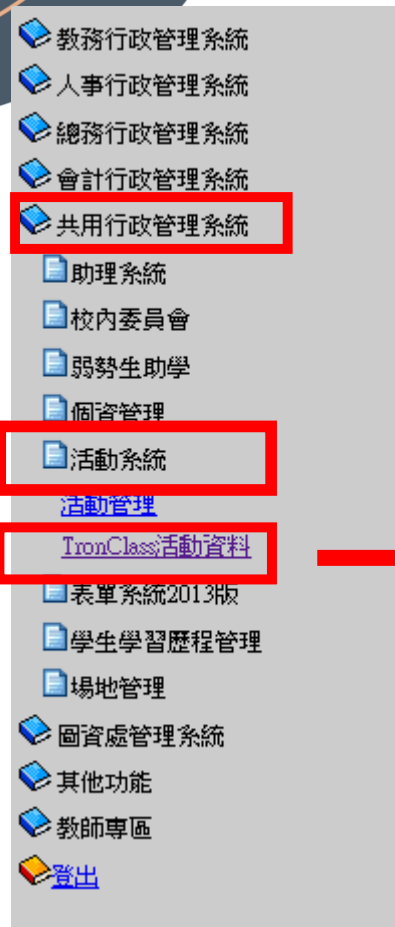 教務行政管理系統
人事行政管理系統
總務行政管理系統
會計行政管理系統
共用行政管理系統
助理系統
校內委員會
弱勢生助學
個資管理
活動系統
活動管理
TronClass活動資料
表單系統2013版
學生學習歷程管理
場地管理
圖資處管理系統
其他功能
教師專區
登出